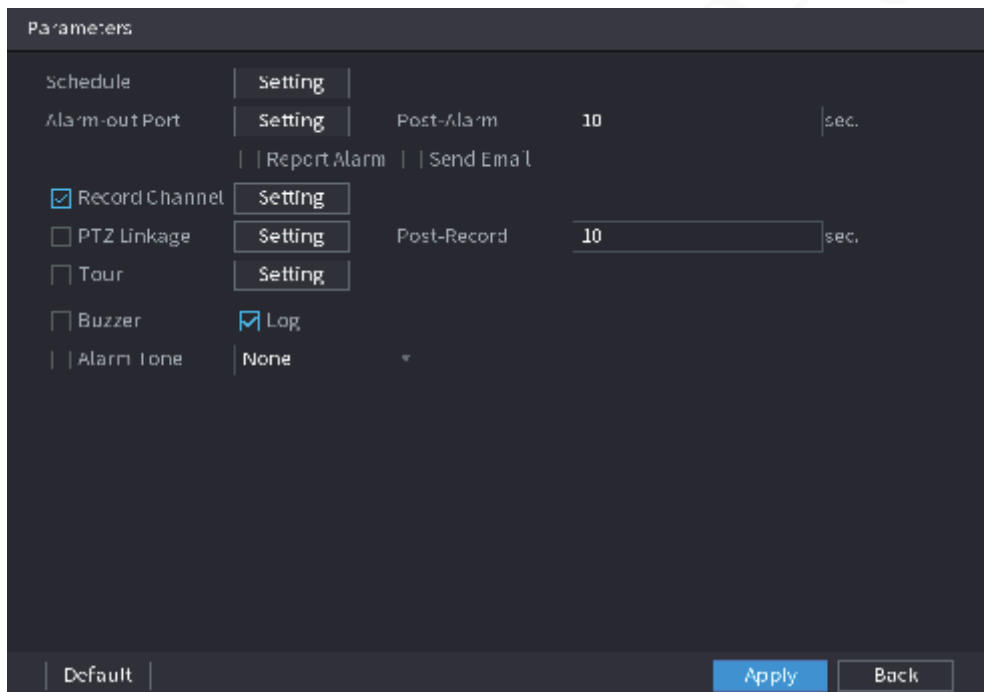 Parameters
Schedule Setting
Alarm-out Port Setting Post-Alarm 10 sec.
Report Alarm Send Email
Record Channel Setting
PTZ Linkage Setting Post-Record 10 sec.
Tour Setting
Buzzer Log
Alarm Tone None
Default Apply Back